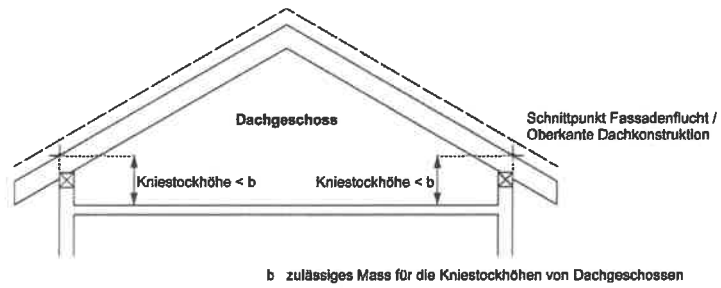 Dachgeschoss
Schnittpunkt Fassadenflucht /
Oberkante Dachkonstruktion
Kniestockhöhe < b
Kniestockhöhe < b
b zulässiges Mass für die Kniestockhöhen von Dachgeschossen